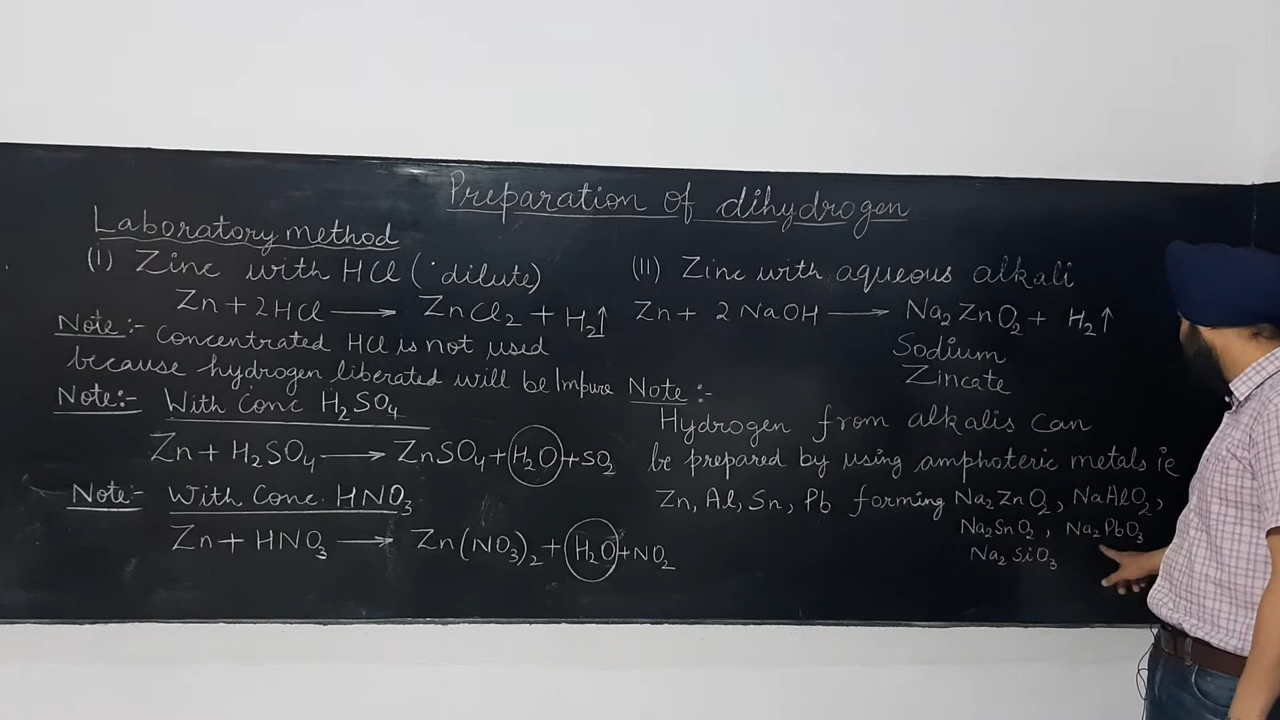 Preparation of dihydrogen
Laboratory method
(I) Zinc with HCl (dilute)
Zn + 2HCl ⟶ ZnCl₂ + H₂↑
Note:- Concentrated HCl is not used
because hydrogen liberated will be Impure
Note:- With Conc H₂SO₄
Zn + H₂SO₄ ⟶ ZnSO₄ + H₂O + SO₂
Note:- With Conc. HNO₃
Zn + HNO₃ ⟶ Zn(NO₃)₂ + H₂O + NO₂
(II) Zinc with aqueous alkali
Zn + 2NaOH ⟶ Na₂ZnO₂ + H₂↑
Sodium
Zincate
Note:-
Hydrogen from alkalis can
be prepared by using amphoteric metals ie
Zn, Al, Sn, Pb forming Na₂ZnO₂, NaAlO₂,
Na₂SnO₂, Na₂PbO₃
Na₂SiO₃